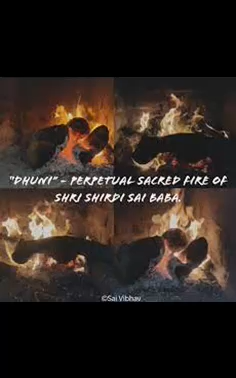 "DHUNI" - PERPETUAL SACRED FIRE OF
SHRI SHIRDI SAI BABA.
©Sai Vibhav